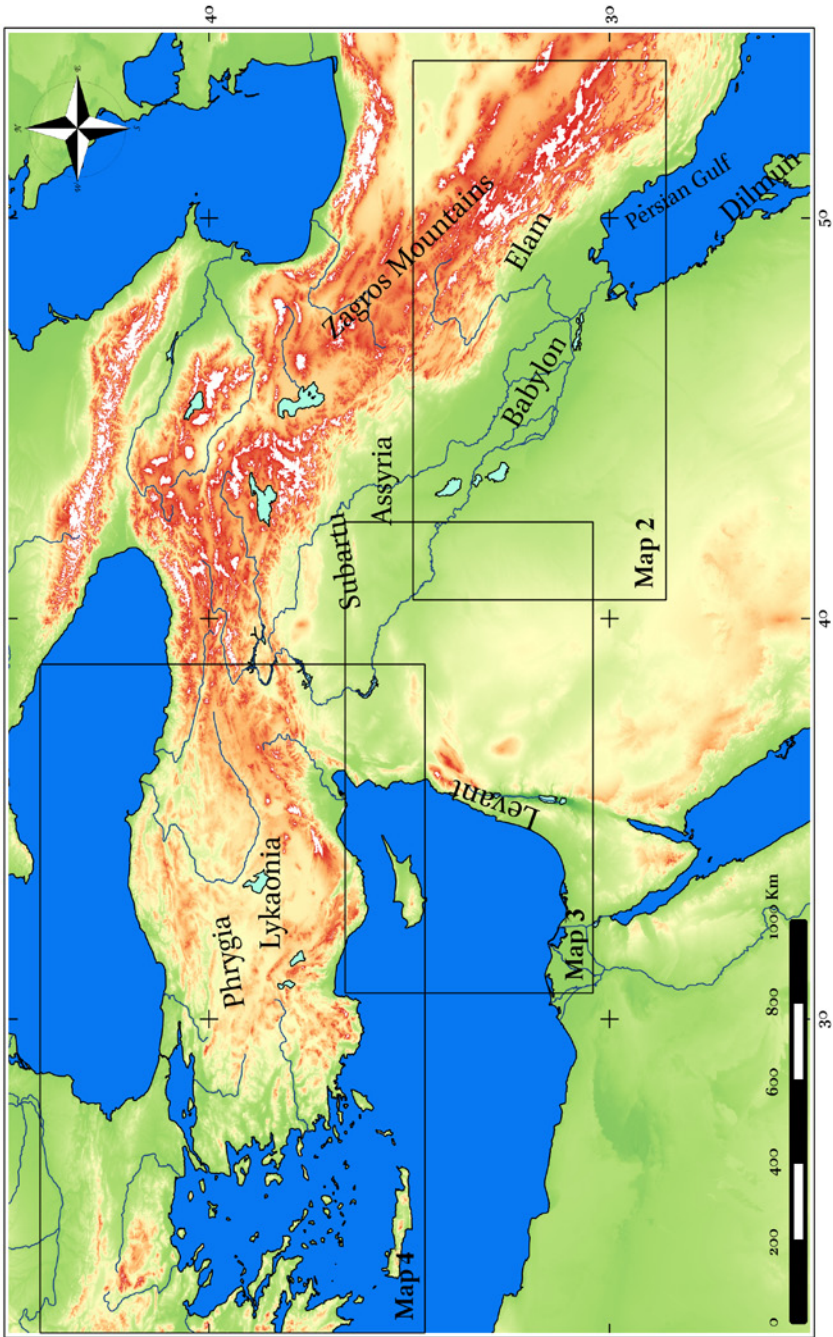 40
30
Phrygia
Lykaonia
Subartu
Assyria
Zagros Mountains
Elam
Babylon
Persian Gulf
Dilmun
Levant
Map 4
Map 3
Map 2
0 200 400 600 800 1000 Km
30
40
50